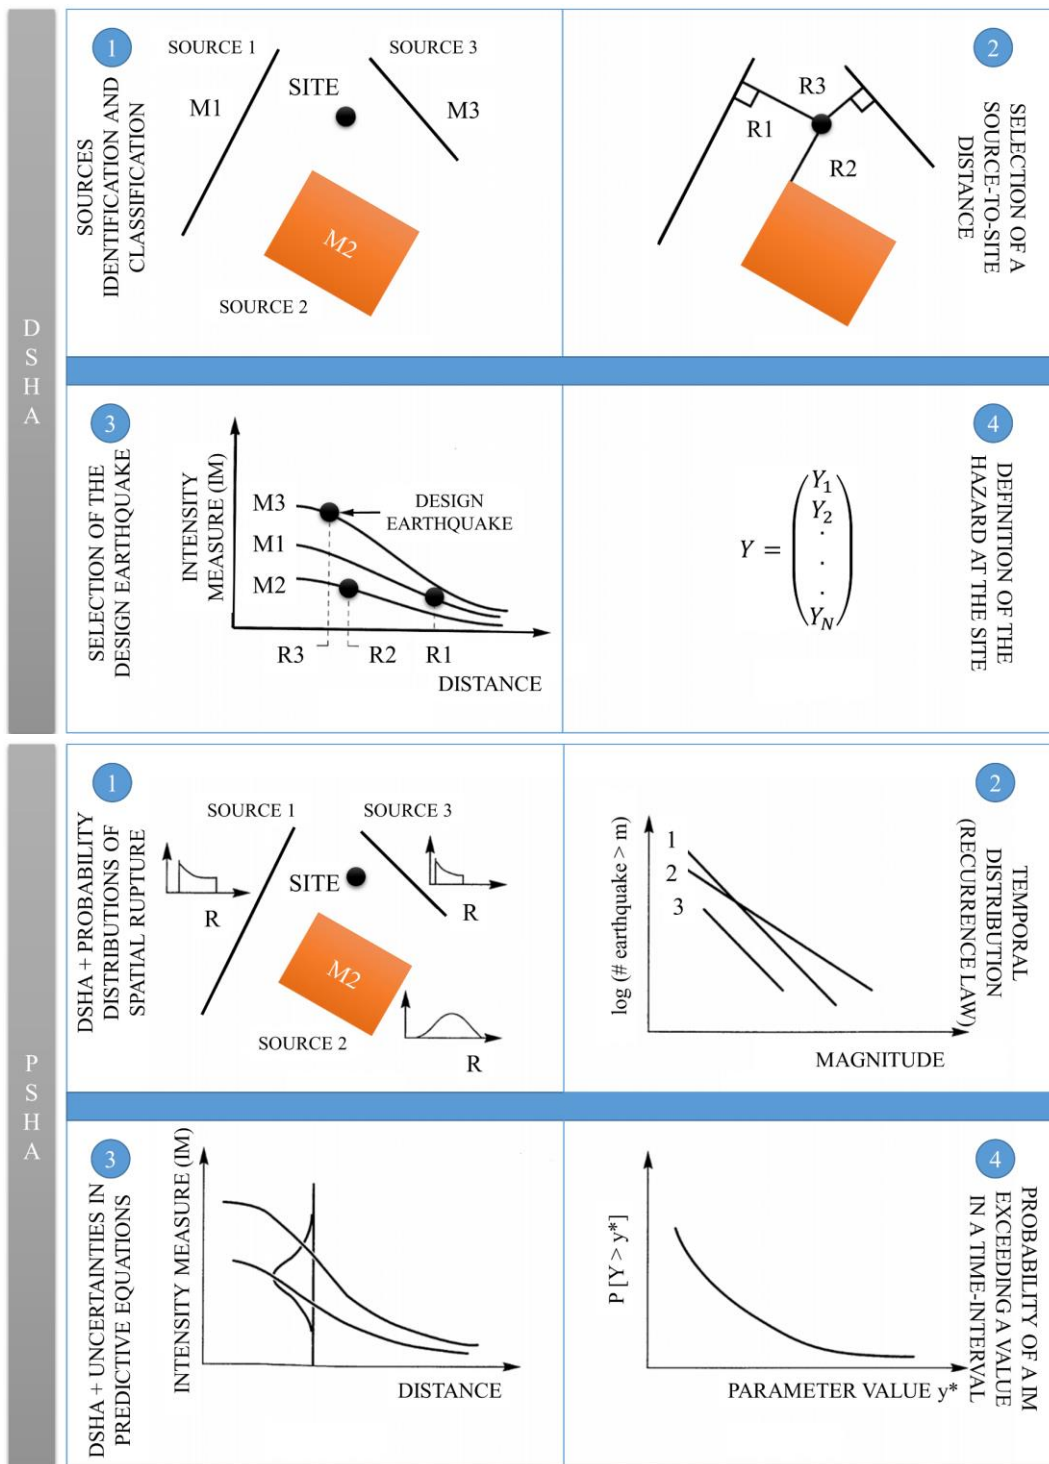 D
S
H
A
1
SOURCES
IDENTIFICATION AND
CLASSIFICATION
SOURCE 1
SOURCE 3
SITE
M1
M3
M2
SOURCE 2
2
SELECTION OF A
SOURCE-TO-SITE
DISTANCE
R3
R1
R2
3
SELECTION OF THE
DESIGN EARTHQUAKE
INTENSITY
MEASURE (IM)
M3
M1
M2
DESIGN
EARTHQUAKE
R3
R2
R1
DISTANCE
4
DEFINITION OF THE
HAZARD AT THE SITE
Y = (Y1
Y2
.
.
.
YN)
P
S
H
A
1
DSHA + PROBABILITY
DISTRIBUTIONS OF
SPATIAL RUPTURE
SOURCE 1
SOURCE 3
SITE
R
R
M2
SOURCE 2
R
2
TEMPORAL
DISTRIBUTION
(RECURRENCE LAW)
log (# earthquake > m)
1
2
3
MAGNITUDE
3
DSHA + UNCERTAINTIES IN
PREDICTIVE EQUATIONS
INTENSITY MEASURE (IM)
DISTANCE
4
PROBABILITY OF A IM
EXCEEDING A VALUE
IN A TIME-INTERVAL
P [ Y > y*]
PARAMETER VALUE y*